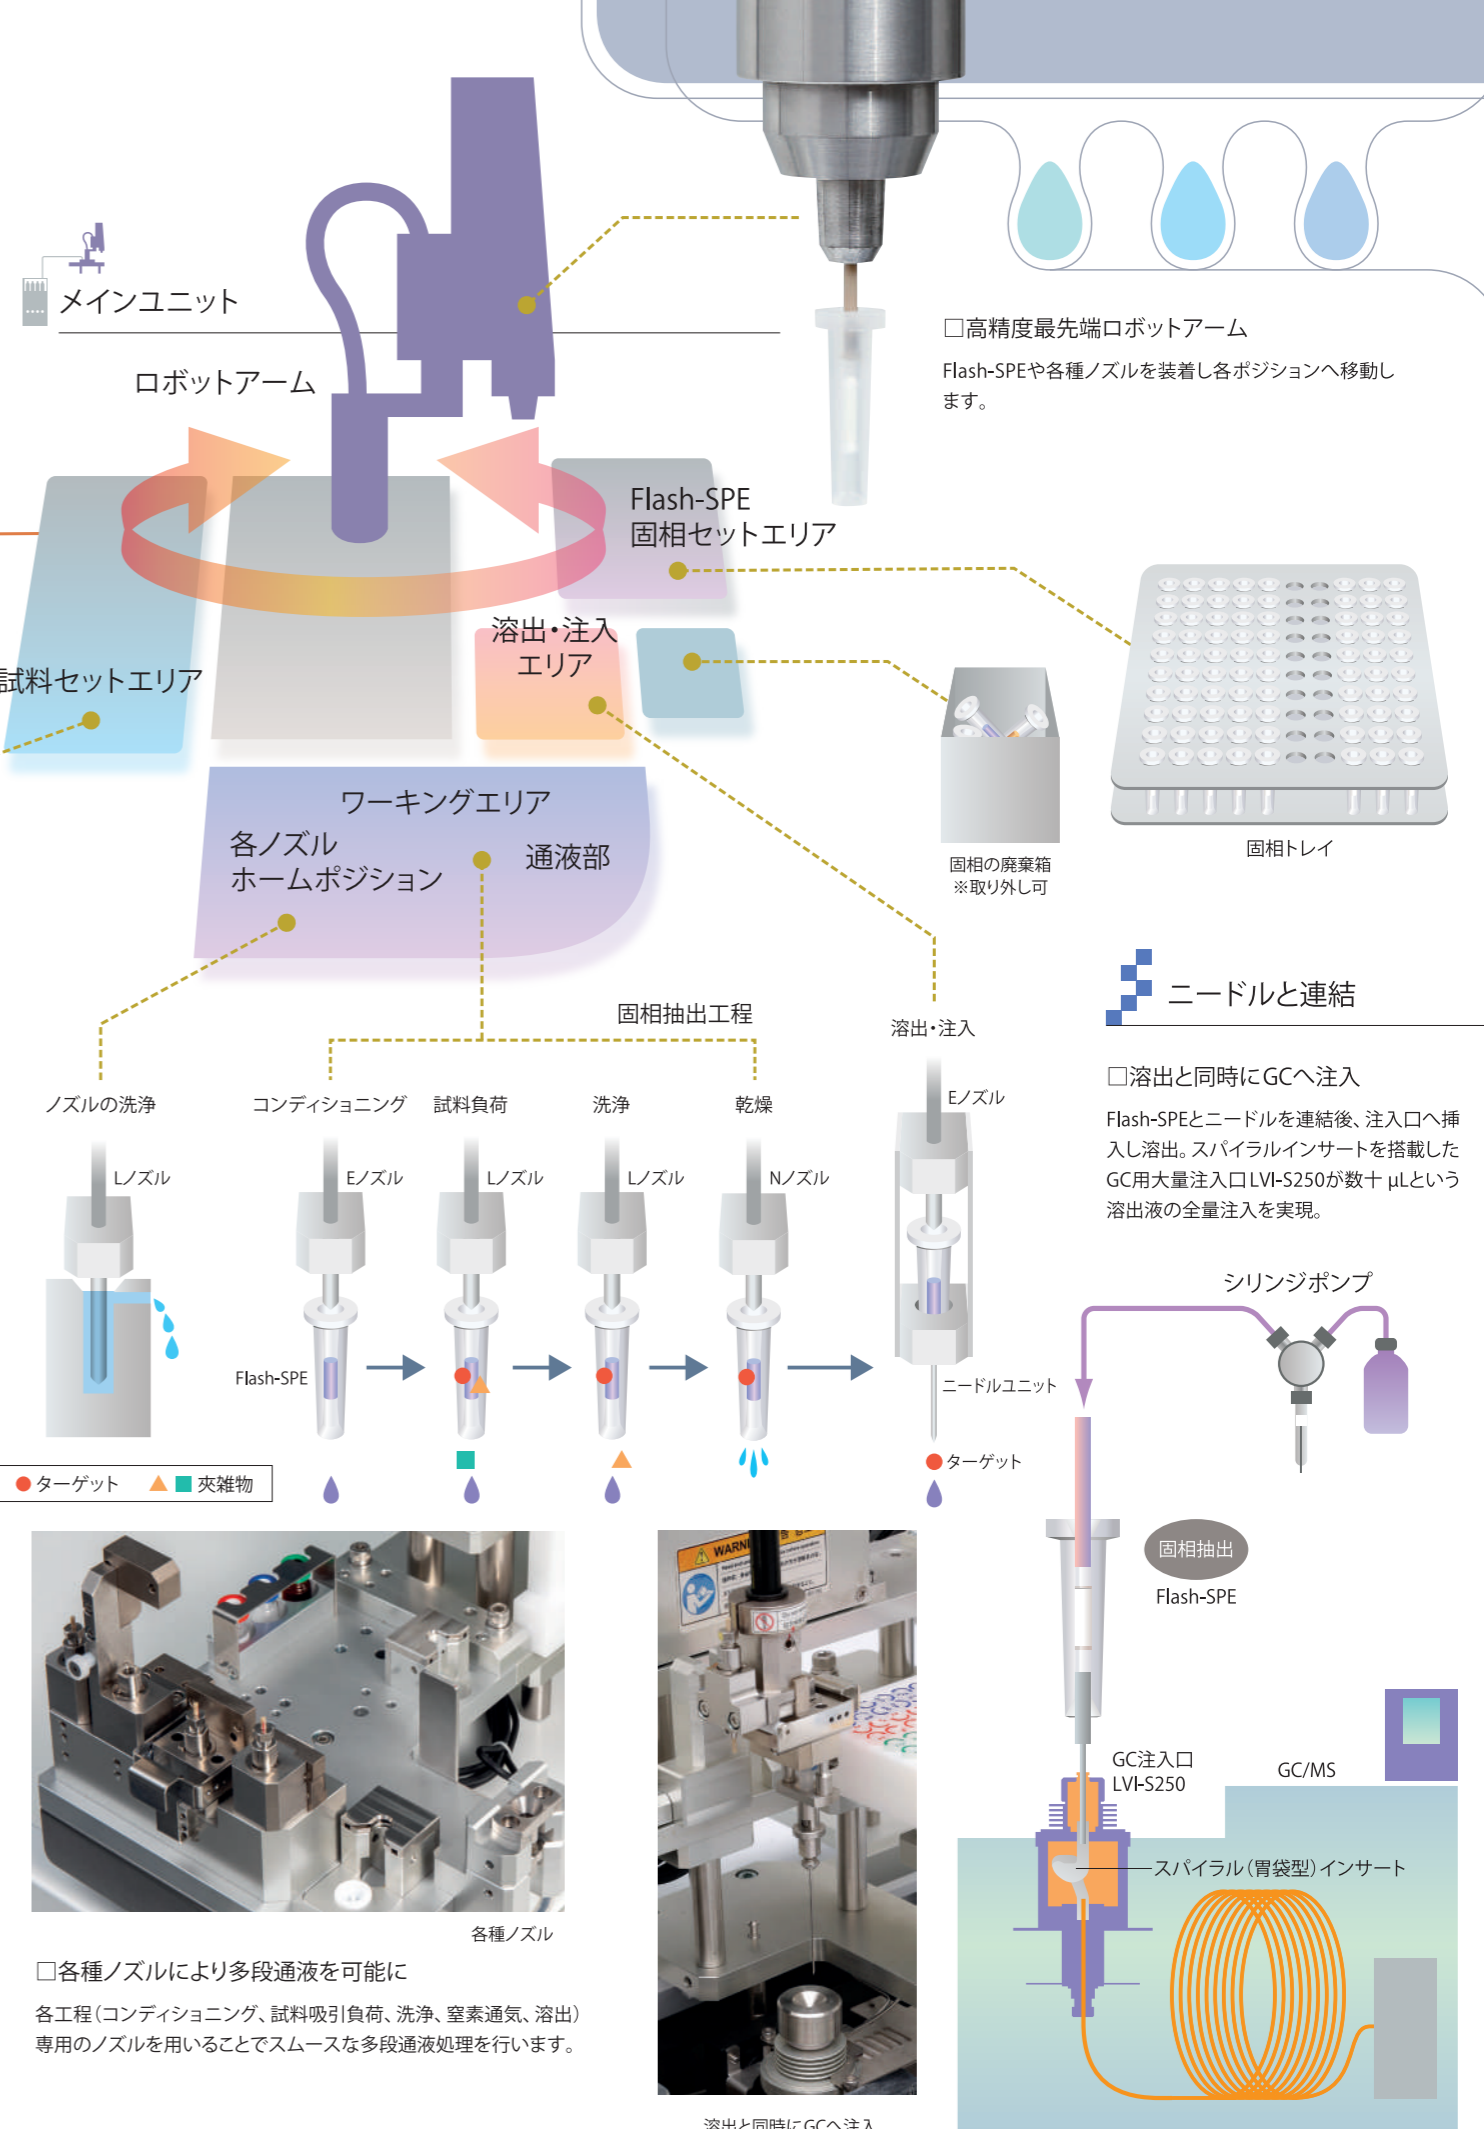 メインユニット
ロボットアーム
□高精度最先端ロボットアーム
Flash-SPEや各種ノズルを装着し各ポジションへ移動し
ます。
Flash-SPE
固相セットエリア
溶出・注入
エリア
試料セットエリア
ワーキングエリア
各ノズル
ホームポジション
通液部
固相の廃棄箱
※取り外し可
固相トレイ
固相抽出工程
溶出・注入
ニードルと連結
□溶出と同時にGCへ注入
Flash-SPEとニードルを連結後、注入口へ挿
入し溶出。スパイラルインサートを搭載した
GC用大量注入口LVI-S250が数十 μLという
溶出液の全量注入を実現。
ノズルの洗浄
コンディショニング
試料負荷
洗浄
乾燥
Eノズル
Lノズル
Eノズル
Lノズル
Lノズル
Nノズル
Flash-SPE
ニードルユニット
ターゲット
ターゲット
夾雑物
シリンジポンプ
固相抽出
Flash-SPE
WARNI
GC注入口
LVI-S250
GC/MS
スパイラル（胃袋型）インサート
各種ノズル
□各種ノズルにより多段通液を可能に
各工程（コンディショニング、試料吸引負荷、洗浄、窒素通気、溶出）
専用のノズルを用いることでスムースな多段通液処理を行います。
溶出と同時にGCへ注入